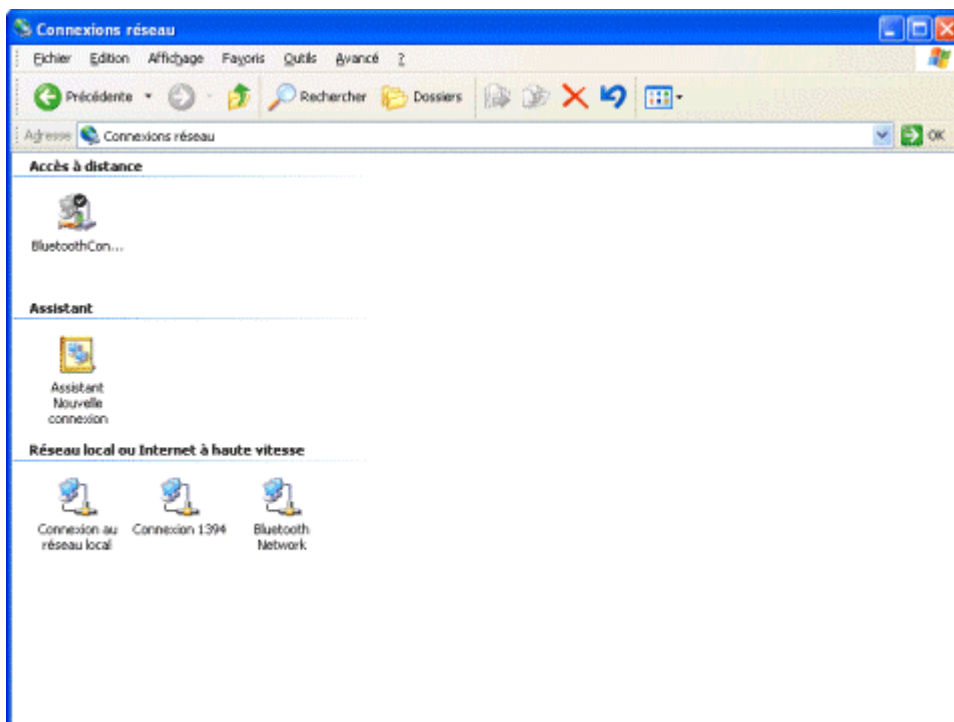 Connexions réseau
Fichier Edition Affichage Favoris Outils Avancé ?
Précédente Rechercher Dossiers
Adresse Connexions réseau OK
Accès à distance
BluetoothCon...
Assistant
Assistant
Nouvelle
connexion
Réseau local ou Internet à haute vitesse
Connexion au
réseau local
Connexion 1394
Bluetooth
Network